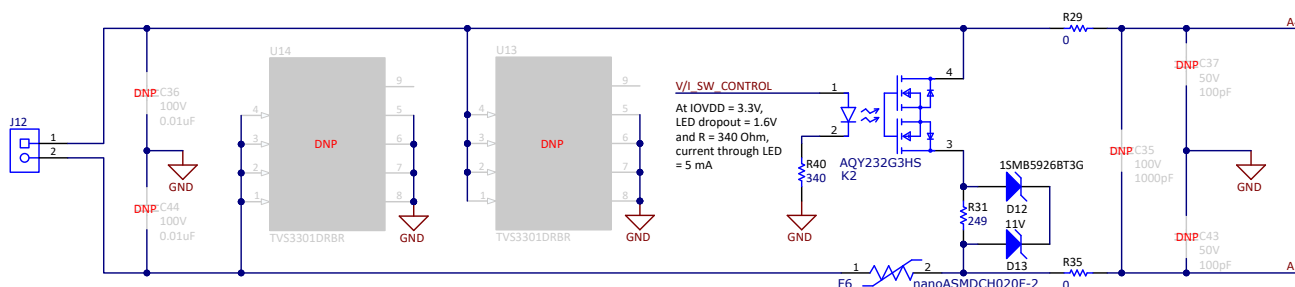 R29
0
A
U14
U13
9
9
DNP
C36
100V
0.01uF
4
5
3
6
DNP
2
7
1
8
TVS3301DRBR
GND
4
5
3
6
DNP
2
7
1
8
TVS3301DRBR
GND
V/I_SW_CONTROL
At IOVDD = 3.3V,
LED dropout = 1.6V
and R = 340 Ohm,
current through LED
= 5 mA
1
2
4
3
AQY232G3HS
K2
R40
340
GND
DNP
C37
50V
100pF
J12
1
2
GND
DNP
C44
100V
0.01uF
DNP
C35
100V
1000pF
GND
1SMB5926BT3G
D12
R31
249
11V
D13
DNP
C43
50V
100pF
1
2
F6
nanoASMDCH020F-2
R35
0
A